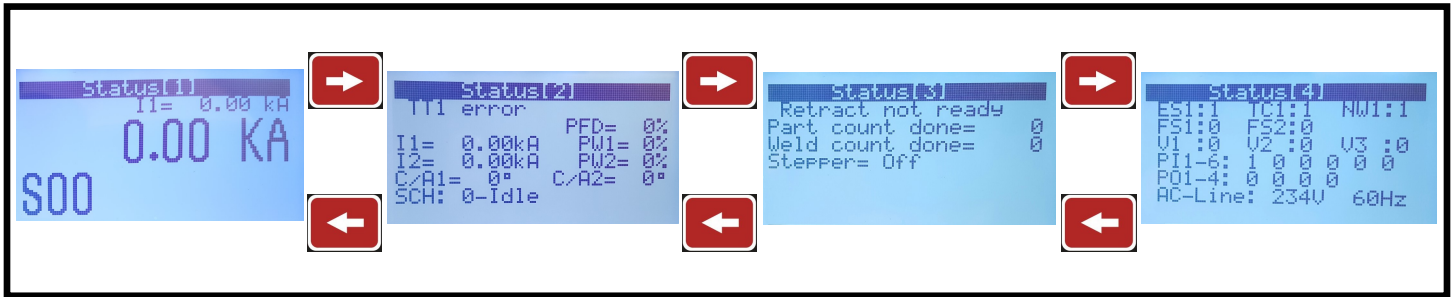 Status[1]
I1= 0.00 kA
0.00 KA
S00
Status[2]
TT1 error
PFD= 0%
I1= 0.00kA PW1= 0%
I2= 0.00kA PW2= 0%
C/A1= 0° C/A2= 0°
SCH: 0-Idle
Status[3]
Retract not ready
Part count done= 0
Weld count done= 0
Stepper= Off
Status[4]
ES1:1 TC1:1 NW1:1
FS1:0 FS2:0
V1 :0 V2 :0 V3 :0
PI1-6: 1 0 0 0 0 0
PO1-4: 0 0 0 0
AC-Line: 234V 60Hz